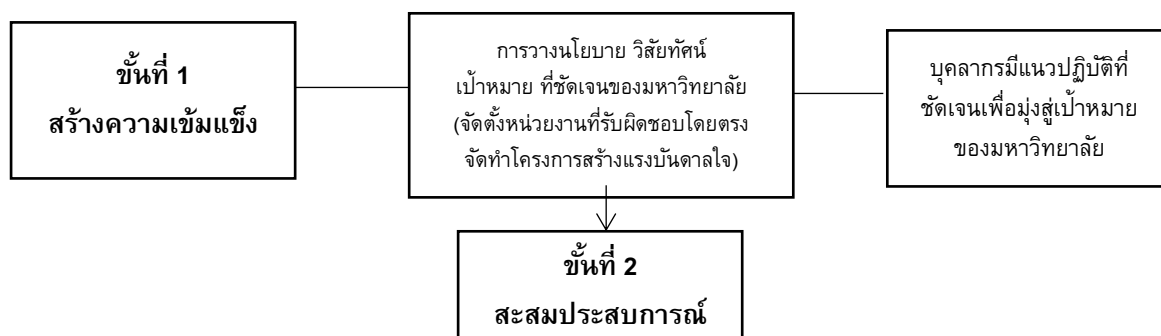 ขั้นที่ 1
สร้างความเข้มแข็ง
การวางนโยบาย วิสัยทัศน์
เป้าหมาย ที่ชัดเจนของมหาวิทยาลัย
(จัดตั้งหน่วยงานที่รับผิดชอบโดยตรง
จัดทำโครงการสร้างแรงบันดาลใจ)
บุคลากรมีแนวปฏิบัติที่
ชัดเจนเพื่อมุ่งสู่เป้าหมาย
ของมหาวิทยาลัย
ขั้นที่ 2
สะสมประสบการณ์